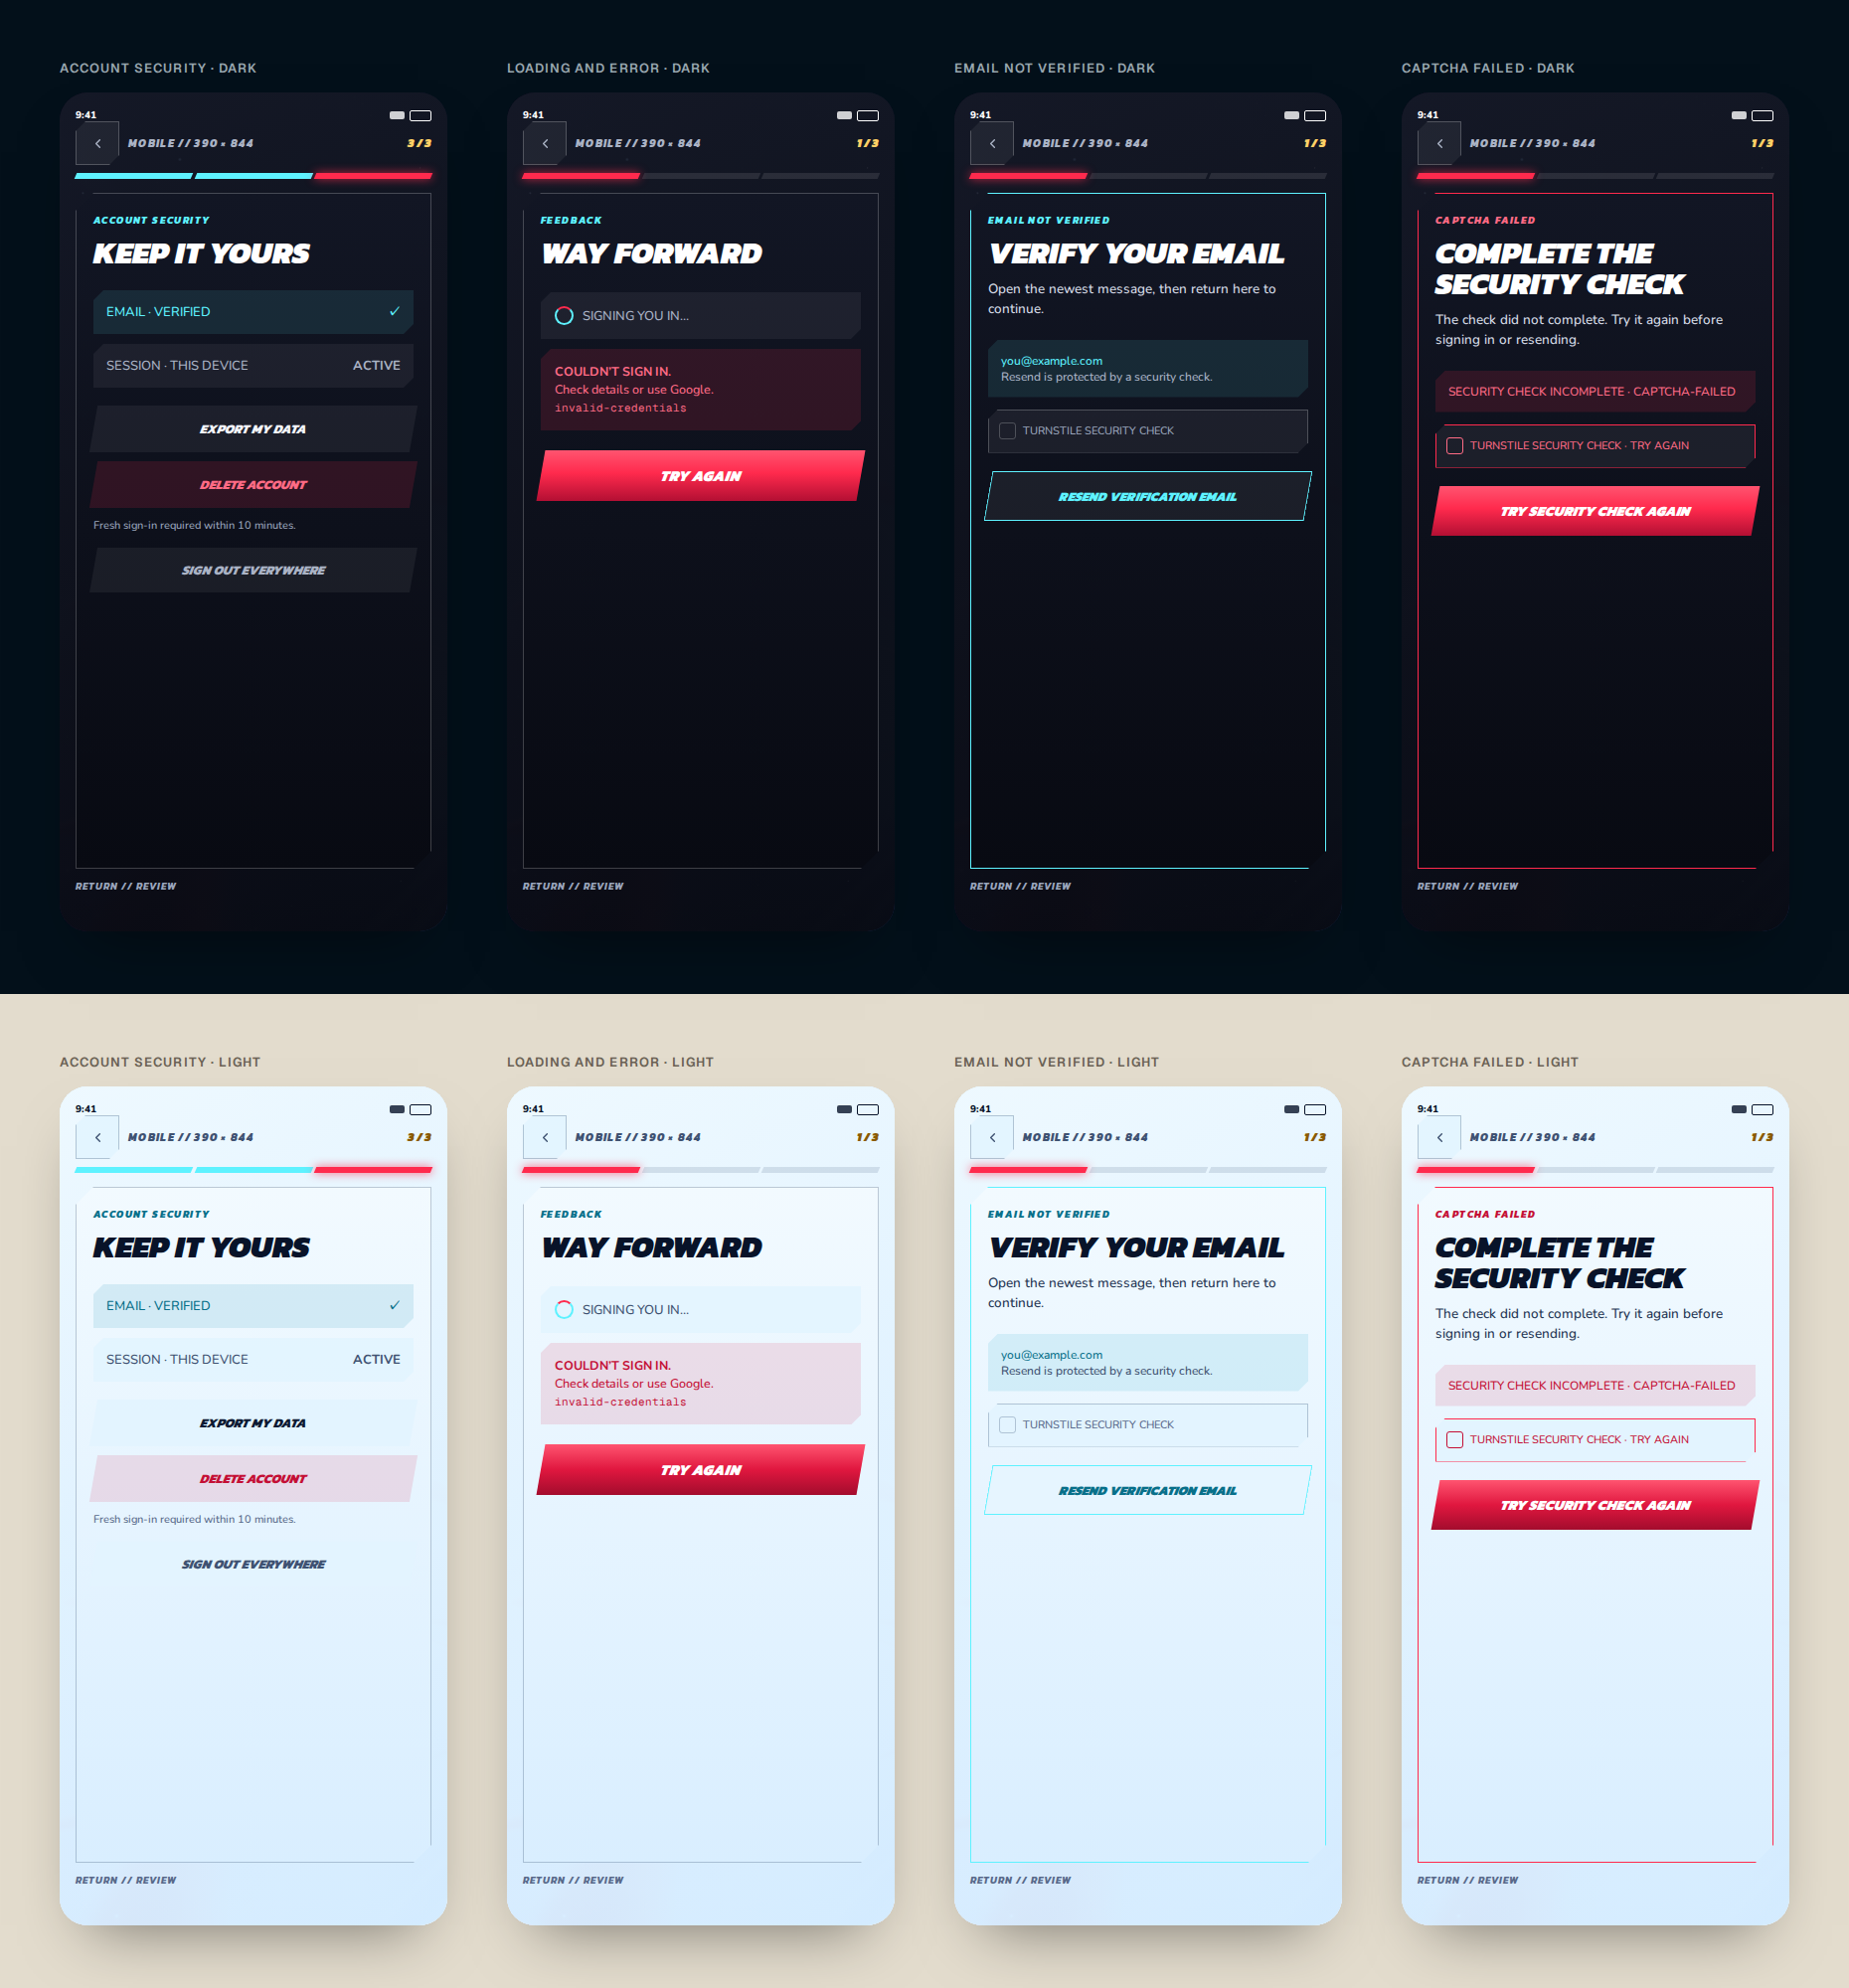 ACCOUNT SECURITY · DARK
9:41
MOBILE // 390 × 844
3/3
ACCOUNT SECURITY
KEEP IT YOURS
EMAIL · VERIFIED ✓
SESSION · THIS DEVICE ACTIVE
EXPORT MY DATA
DELETE ACCOUNT
Fresh sign-in required within 10 minutes.
SIGN OUT EVERYWHERE
RETURN // REVIEW
LOADING AND ERROR · DARK
9:41
MOBILE // 390 × 844
1/3
FEEDBACK
WAY FORWARD
SIGNING YOU IN...
COULDN'T SIGN IN.
Check details or use Google.
invalid-credentials
TRY AGAIN
RETURN // REVIEW
EMAIL NOT VERIFIED · DARK
9:41
MOBILE // 390 × 844
1/3
EMAIL NOT VERIFIED
VERIFY YOUR EMAIL
Open the newest message, then return here to
continue.
you@example.com
Resend is protected by a security check.
TURNSTILE SECURITY CHECK
RESEND VERIFICATION EMAIL
RETURN // REVIEW
CAPTCHA FAILED · DARK
9:41
MOBILE // 390 × 844
1/3
CAPTCHA FAILED
COMPLETE THE
SECURITY CHECK
The check did not complete. Try it again before
signing in or resending.
SECURITY CHECK INCOMPLETE · CAPTCHA-FAILED
TURNSTILE SECURITY CHECK · TRY AGAIN
TRY SECURITY CHECK AGAIN
RETURN // REVIEW
ACCOUNT SECURITY · LIGHT
9:41
MOBILE // 390 × 844
3/3
ACCOUNT SECURITY
KEEP IT YOURS
EMAIL · VERIFIED ✓
SESSION · THIS DEVICE ACTIVE
EXPORT MY DATA
DELETE ACCOUNT
Fresh sign-in required within 10 minutes.
SIGN OUT EVERYWHERE
RETURN // REVIEW
LOADING AND ERROR · LIGHT
9:41
MOBILE // 390 × 844
1/3
FEEDBACK
WAY FORWARD
SIGNING YOU IN...
COULDN'T SIGN IN.
Check details or use Google.
invalid-credentials
TRY AGAIN
RETURN // REVIEW
EMAIL NOT VERIFIED · LIGHT
9:41
MOBILE // 390 × 844
1/3
EMAIL NOT VERIFIED
VERIFY YOUR EMAIL
Open the newest message, then return here to
continue.
you@example.com
Resend is protected by a security check.
TURNSTILE SECURITY CHECK
RESEND VERIFICATION EMAIL
RETURN // REVIEW
CAPTCHA FAILED · LIGHT
9:41
MOBILE // 390 × 844
1/3
CAPTCHA FAILED
COMPLETE THE
SECURITY CHECK
The check did not complete. Try it again before
signing in or resending.
SECURITY CHECK INCOMPLETE · CAPTCHA-FAILED
TURNSTILE SECURITY CHECK · TRY AGAIN
TRY SECURITY CHECK AGAIN
RETURN // REVIEW